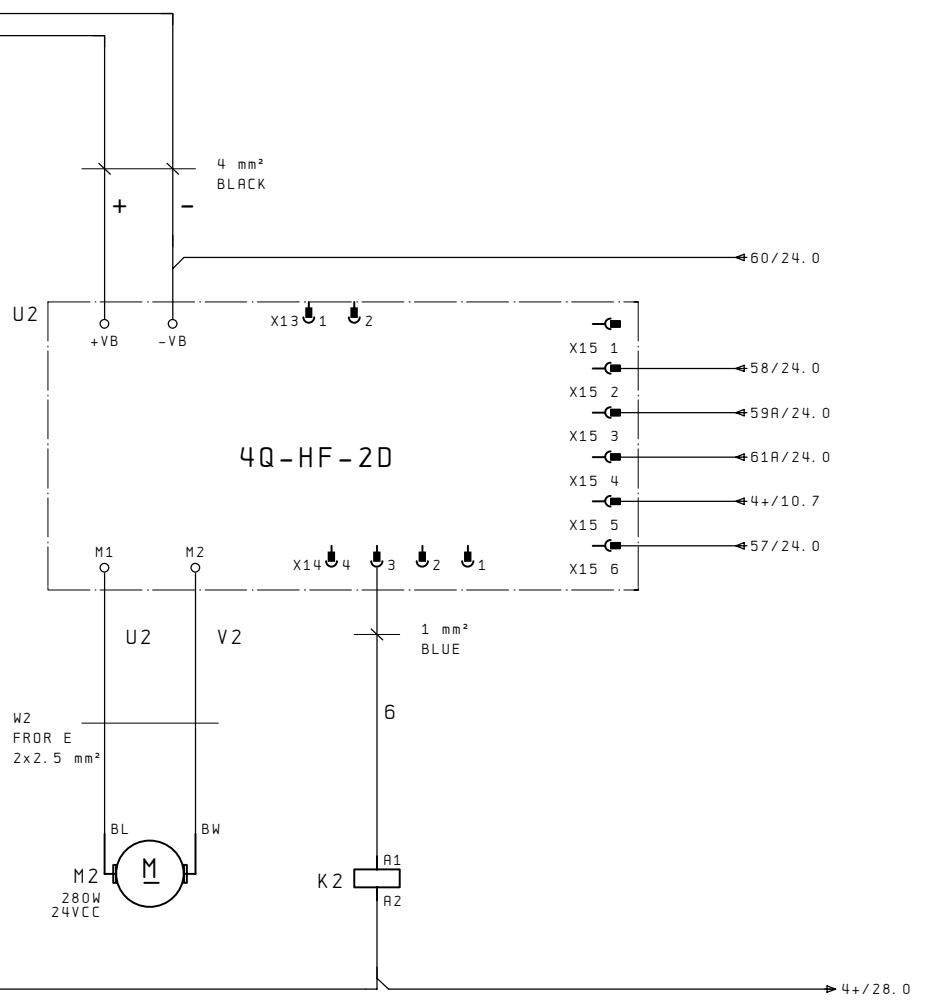 4 mm²
BLACK
+ -
60/24.0
U2
+VB -VB
X13 1 2
X15 1
58/24.0
X15 2
59A/24.0
X15 3
4Q-HF-2D
61A/24.0
X15 4
4+/10.7
X15 5
57/24.0
X15 6
M1 M2
X14 4 3 2 1
U2 V2
1 mm²
BLUE
6
W2
FROR E
2x2.5 mm²
BL BW
M2
M
280W
24VCC
K2
A1
A2
4+/28.0